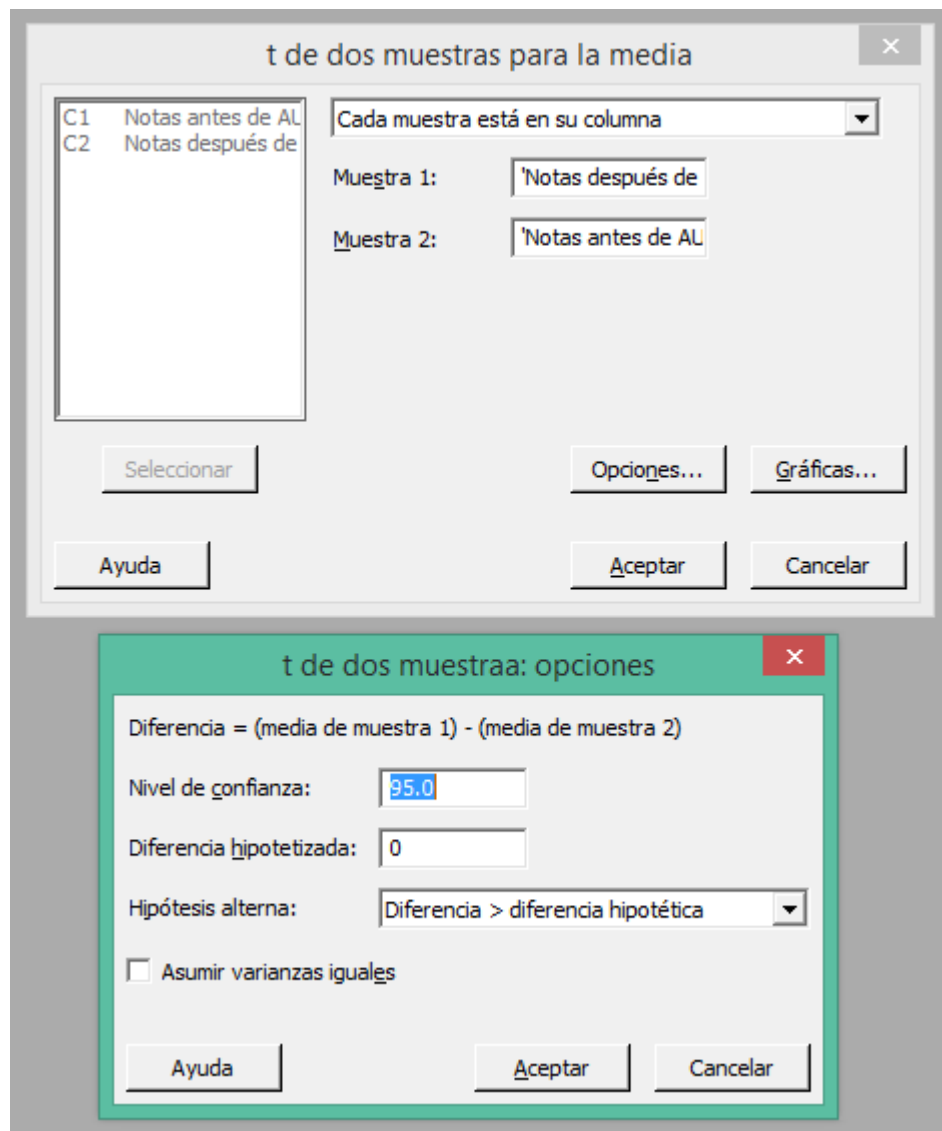 t de dos muestras para la media
C1 Notas antes de AU
C2 Notas después de
Cada muestra está en su columna
Muestra 1: 'Notas después de
Muestra 2: 'Notas antes de AU
Seleccionar
Opciones...
Gráficas...
Ayuda
Aceptar
Cancelar
t de dos muestraa: opciones
Diferencia = (media de muestra 1) - (media de muestra 2)
Nivel de confianza: 95.0
Diferencia hipotetizada: 0
Hipótesis alterna: Diferencia > diferencia hipotética
Asumir varianzas iguales
Ayuda
Aceptar
Cancelar